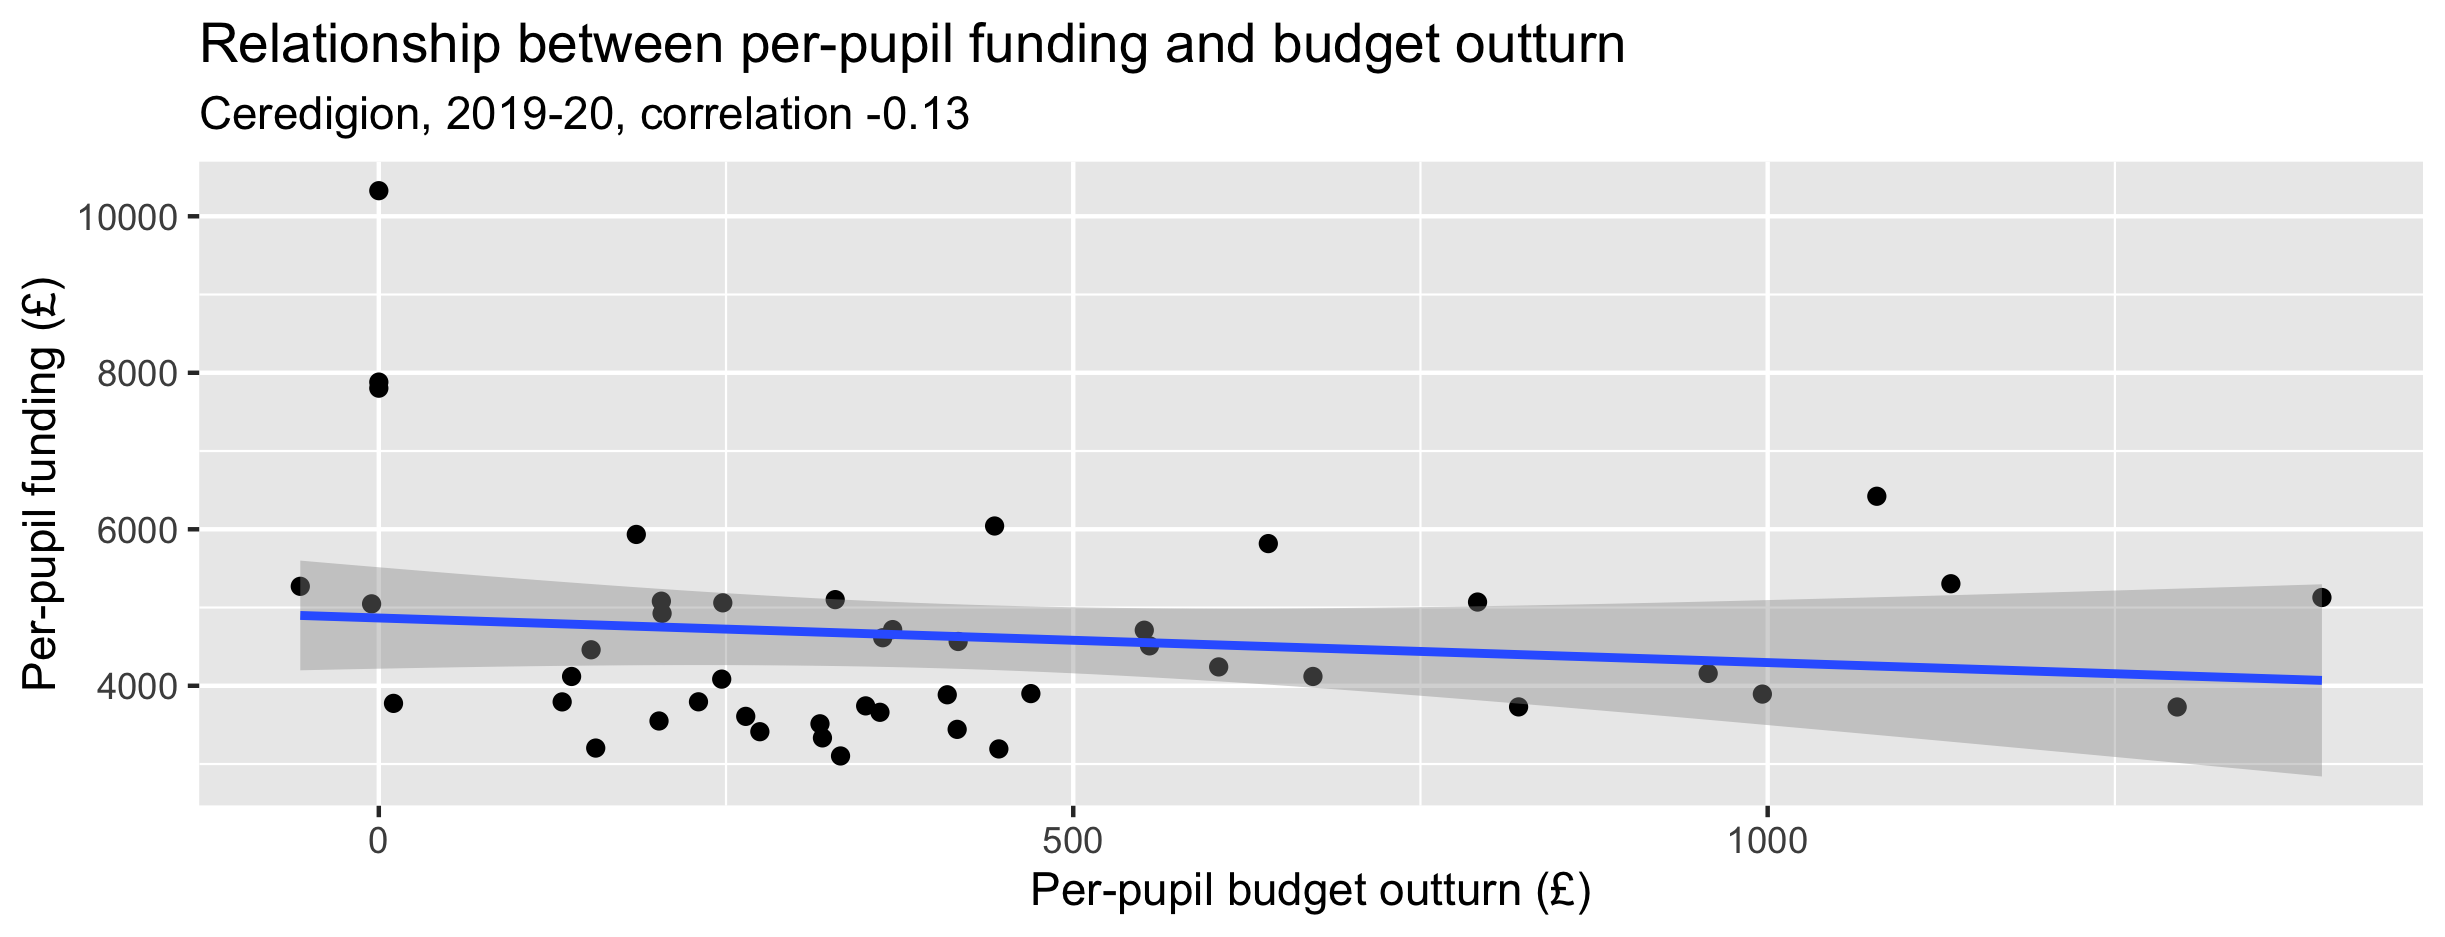 Relationship between per-pupil funding and budget outturn
Ceredigion, 2019-20, correlation -0.13
Per-pupil funding (£)
10000
8000
6000
4000
0
500
1000
Per-pupil budget outturn (£)